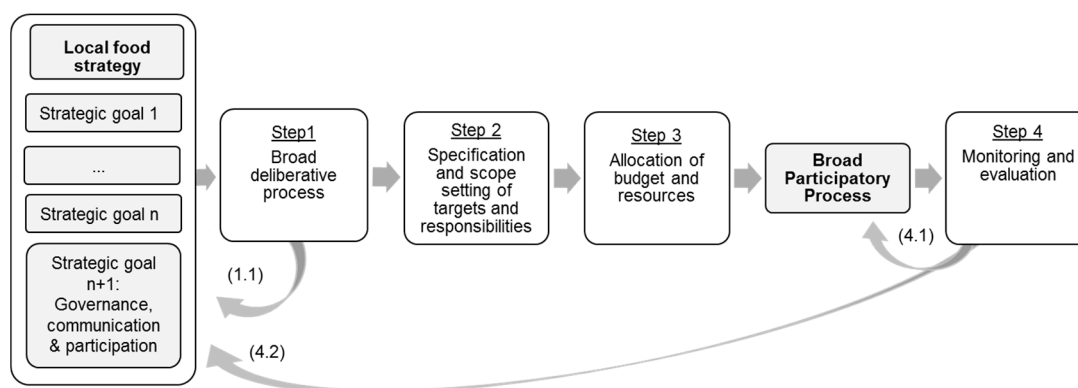 Local food
strategy
Strategic goal 1
...
Strategic goal n
Strategic goal
n+1:
Governance,
communication
& participation
Step1
Broad
deliberative
process
(1.1)
Step 2
Specification
and scope
setting of
targets and
responsibilities
Step 3
Allocation of
budget and
resources
Broad
Participatory
Process
Step 4
Monitoring and
evaluation
(4.1)
(4.2)